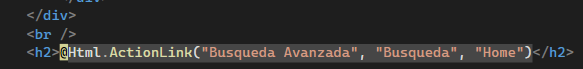 </div>
<br />
<h2>@Html.ActionLink("Busqueda Avanzada", "Busqueda", "Home")</h2>